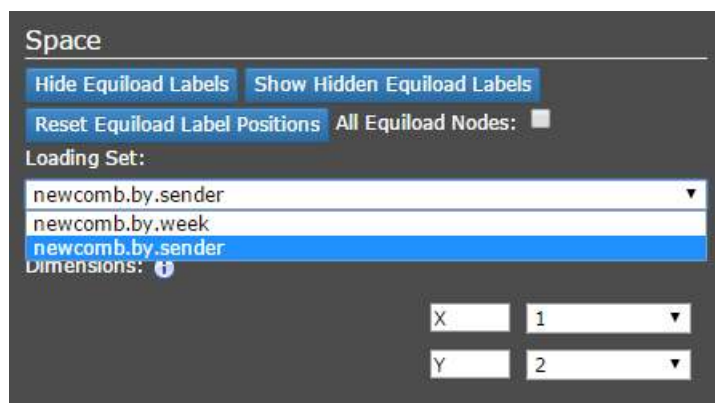 Space
Hide Equiload Labels Show Hidden Equiload Labels
Reset Equiload Label Positions All Equiload Nodes:
Loading Set:
newcomb.by.sender
newcomb.by.week
newcomb.by.sender
Dimensions: i
X 1
Y 2